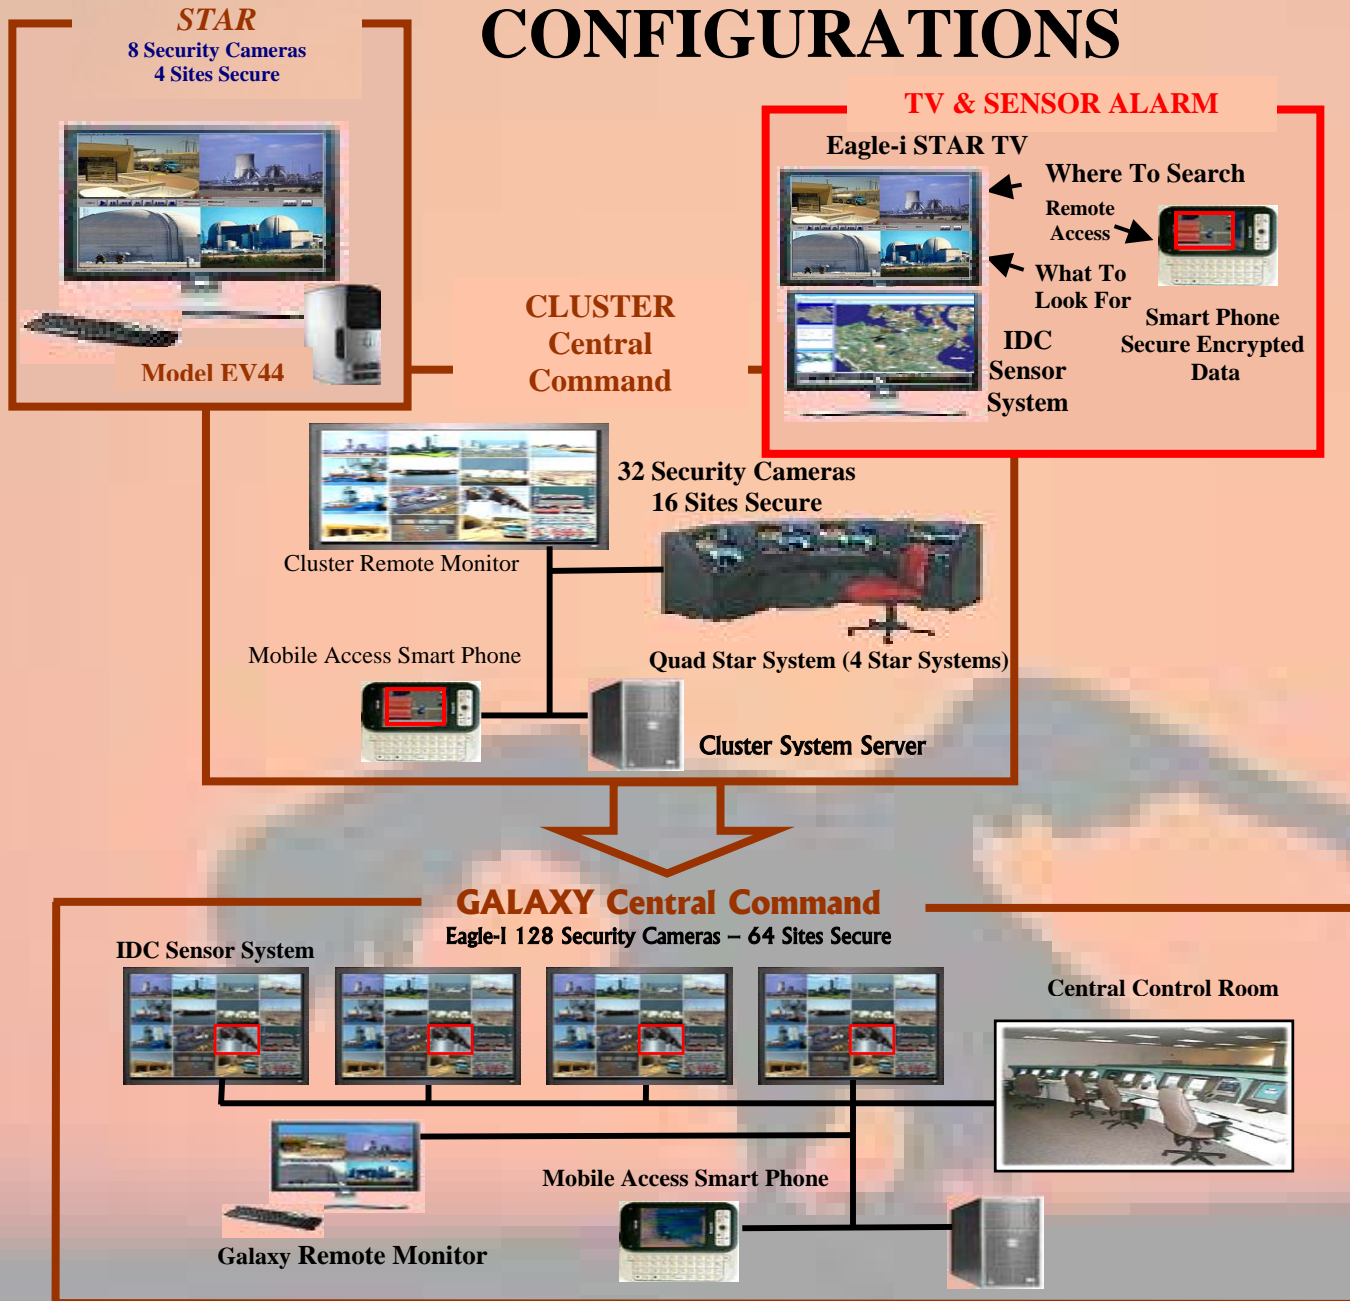 CONFIGURATIONS
STAR
8 Security Cameras
4 Sites Secure
Model EV44
TV & SENSOR ALARM
Eagle-i STAR TV
Where To Search
Remote
Access
What To
Look For
IDC
Sensor
System
Smart Phone
Secure Encrypted
Data
CLUSTER
Central
Command
32 Security Cameras
16 Sites Secure
Cluster Remote Monitor
Mobile Access Smart Phone
Quad Star System (4 Star Systems)
Cluster System Server
GALAXY Central Command
Eagle-I 128 Security Cameras – 64 Sites Secure
IDC Sensor System
Central Control Room
Mobile Access Smart Phone
Galaxy Remote Monitor